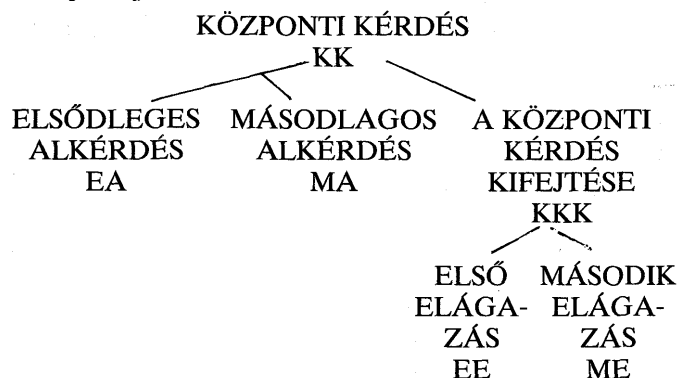 KÖZPONTI KÉRDÉS
KK
ELSŐDLEGES
ALKÉRDÉS
EA
MÁSODLAGOS
ALKÉRDÉS
MA
A KÖZPONTI
KÉRDÉS
KIFEJTÉSE
KKK
ELSŐ
ELÁGA-
ZÁS
EE
MÁSODIK
ELÁGA-
ZÁS
ME